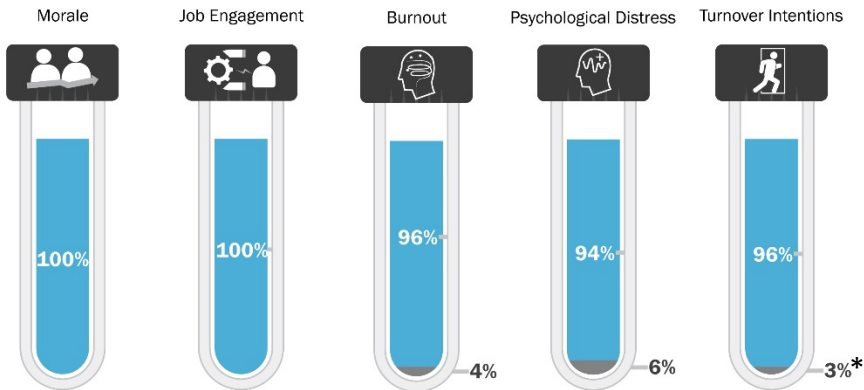 Morale
Job Engagement
Burnout
Psychological Distress
Turnover Intentions
100%
100%
96%
94%
96%
4%
6%
3%*